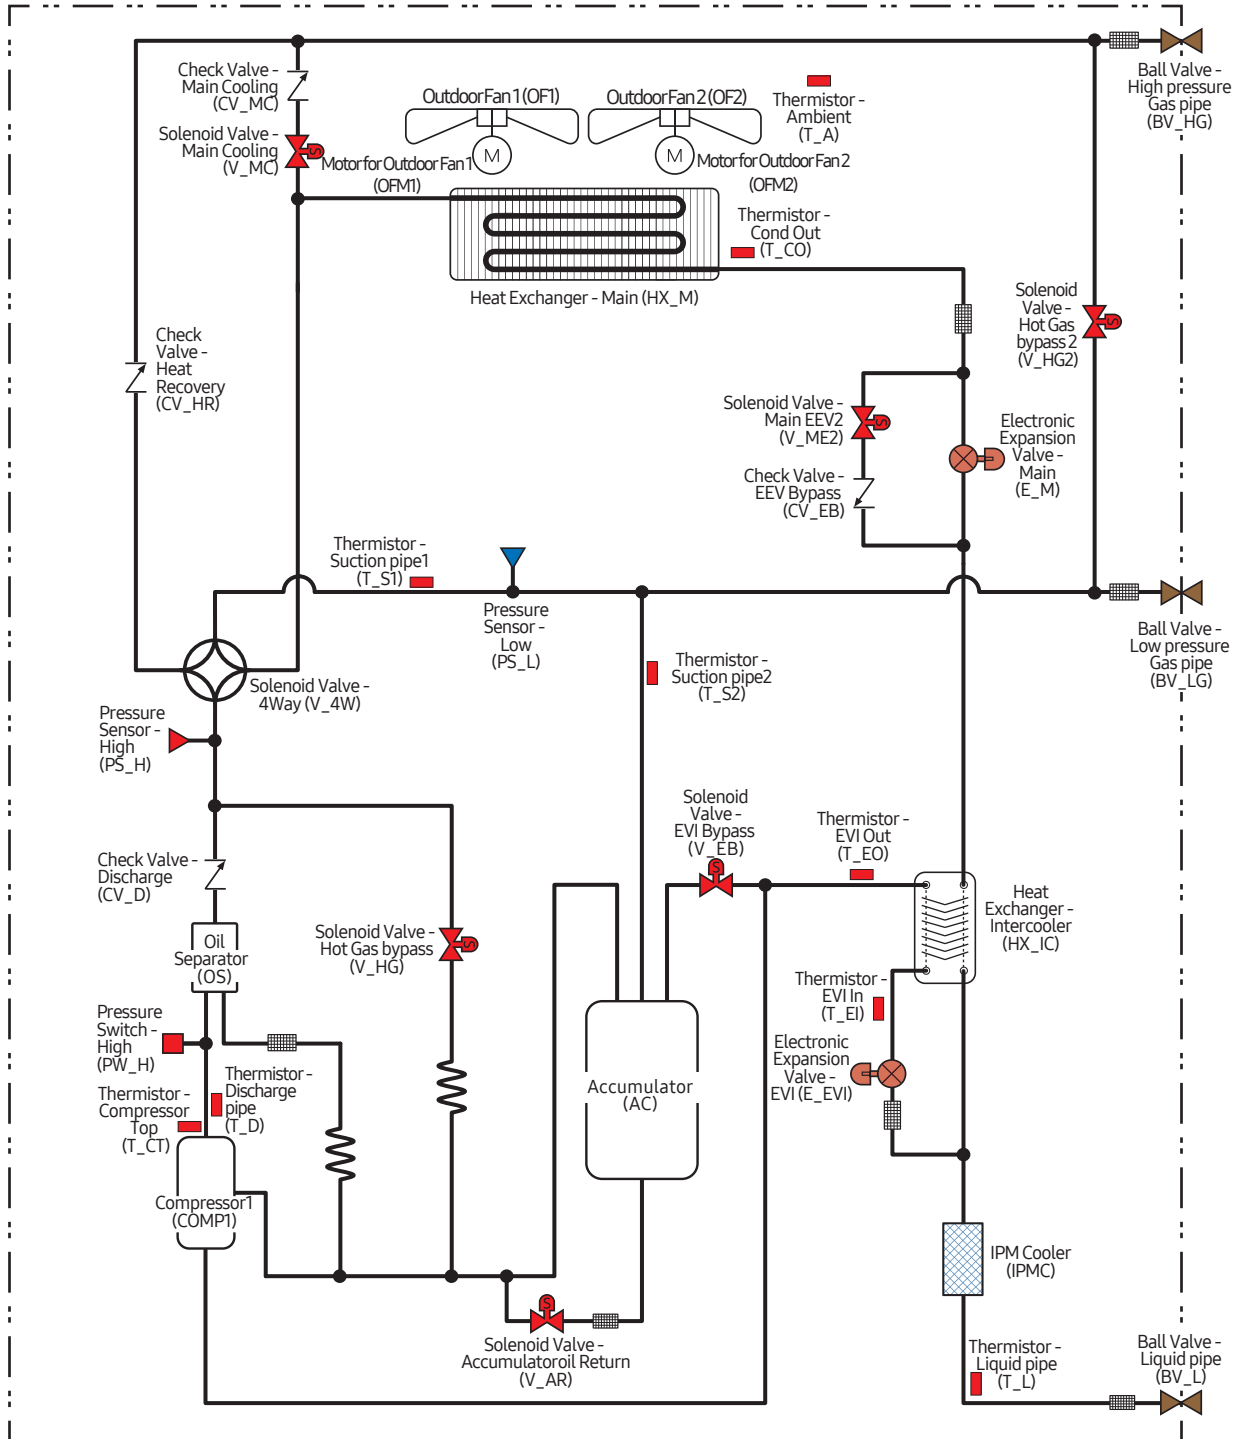 Check Valve -
Main Cooling
(CV_MC)
Solenoid Valve -
Main Cooling
(V_MC)
Outdoor Fan 1 (OF1)
M
Motor for Outdoor Fan 1
(OFM1)
Outdoor Fan 2 (OF2)
M
Motor for Outdoor Fan 2
(OFM2)
Thermistor -
Ambient
(T_A)
Ball Valve -
High pressure
Gas pipe
(BV_HG)
S
Thermistor -
Cond Out
(T_CO)
Heat Exchanger - Main (HX_M)
Solenoid
Valve -
Hot Gas
bypass 2
(V_HG2)
S
Check
Valve -
Heat
Recovery
(CV_HR)
Solenoid Valve -
Main EEV2
(V_ME2)
S
Check Valve -
EEV Bypass
(CV_EB)
Electronic
Expansion
Valve -
Main
(E_M)
Thermistor -
Suction pipe1
(T_S1)
Pressure
Sensor -
Low
(PS_L)
Thermistor -
Suction pipe2
(T_S2)
Ball Valve -
Low pressure
Gas pipe
(BV_LG)
Solenoid Valve -
4Way (V_4W)
Pressure
Sensor -
High
(PS_H)
Check Valve -
Discharge
(CV_D)
Oil
Separator
(OS)
Solenoid Valve -
Hot Gas bypass
(V_HG)
S
Solenoid
Valve -
EVI Bypass
(V_EB)
S
Thermistor -
EVI Out
(T_EO)
Heat
Exchanger -
Intercooler
(HX_IC)
Thermistor -
EVI In
(T_EI)
Electronic
Expansion
Valve -
EVI (E_EVI)
Pressure
Switch -
High
(PW_H)
Thermistor -
Discharge
pipe
(T_D)
Thermistor -
Compressor
Top
(T_CT)
Accumulator
(AC)
Compressor1
(COMP1)
IPM Cooler
(IPMC)
S
Solenoid Valve -
Accumulatoroil Return
(V_AR)
Thermistor -
Liquid pipe
(T_L)
Ball Valve -
Liquid pipe
(BV_L)